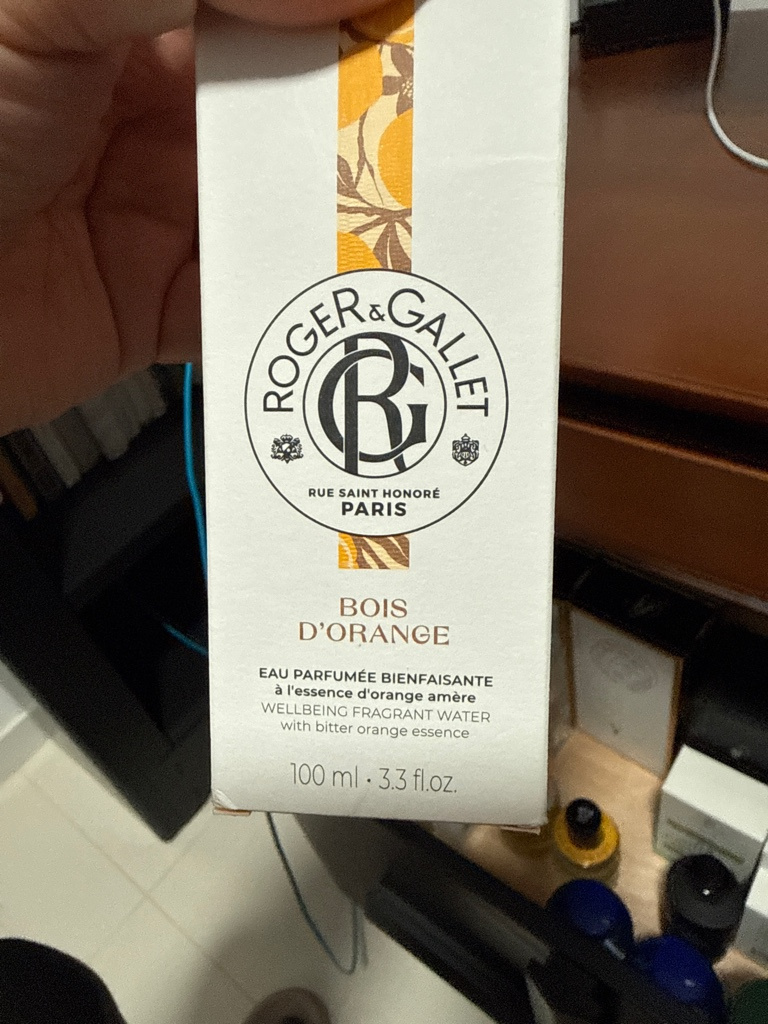 ROGER & GALLET
RG
RUE SAINT HONORÉ
PARIS
BOIS
D'ORANGE
EAU PARFUMÉE BIENFAISANTE
à l'essence d'orange amère
WELLBEING FRAGRANT WATER
with bitter orange essence
100 ml • 3.3 fl.oz.